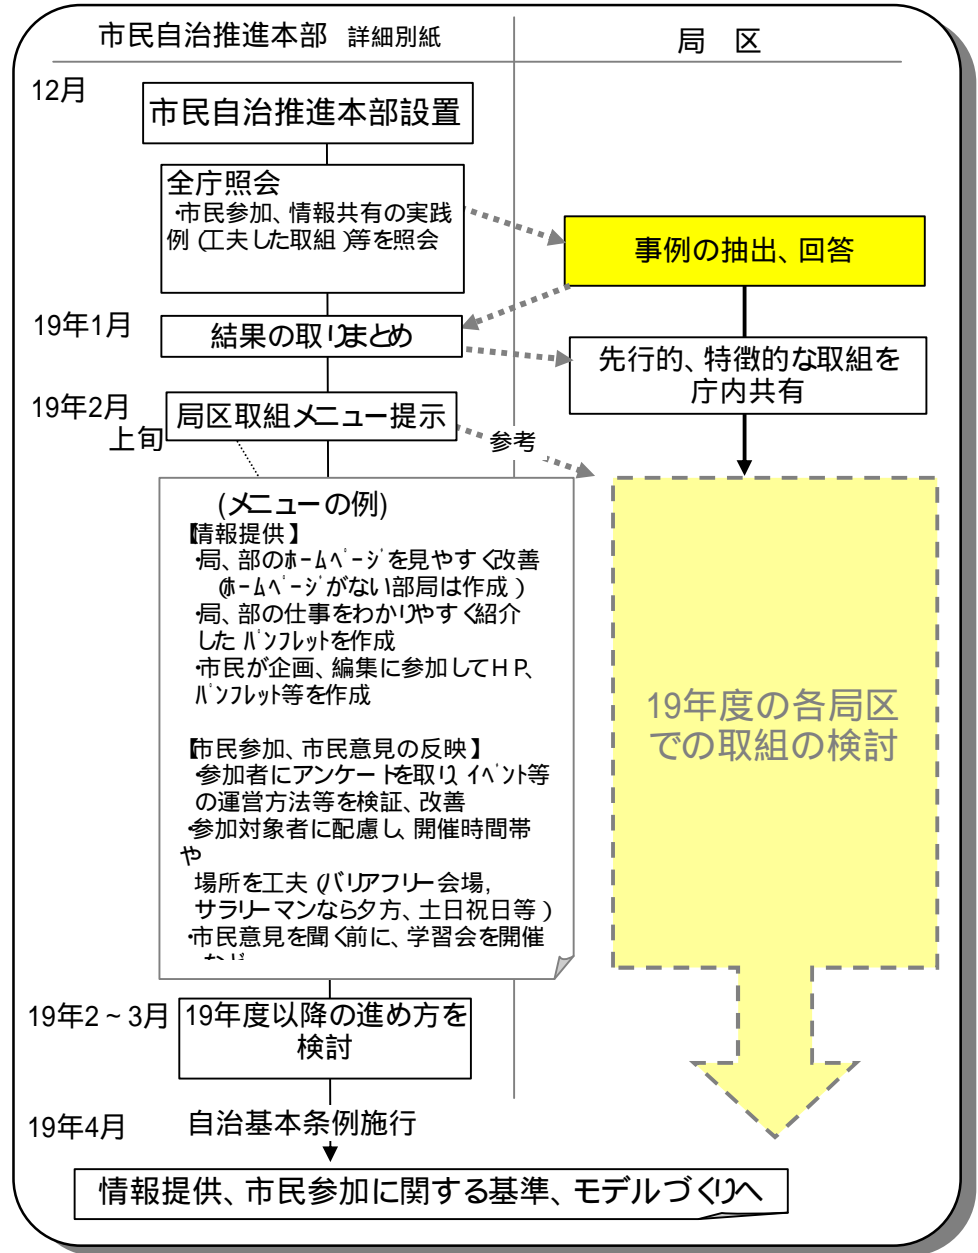 市民自治推進本部 詳細別紙
局 区
12月
市民自治推進本部設置
全庁照会
・市民参加、情報共有の実践
例(工夫した取組)等を照会
事例の抽出、回答
19年1月
結果の取りまとめ
先行的、特徴的な取組を
庁内共有
19年2月
上旬
局区取組メニュー提示
参考
(メニューの例)
【情報提供】
・局、部のﾎｰﾑﾍﾟｰｼﾞを見やすく改善
(ﾎｰﾑﾍﾟｰｼﾞがない部局は作成)
・局、部の仕事をわかりやすく紹介
したﾊﾟﾝﾌﾚｯﾄを作成
・市民が企画、編集に参加してＨＰ、
ﾊﾟﾝﾌﾚｯﾄ等を作成
【市民参加、市民意見の反映】
・参加者にアンケートを取り、ｲﾍﾞﾝﾄ等
の運営方法等を検証、改善
・参加対象者に配慮し、開催時間帯
や
場所を工夫(バリアフリー会場,
サラリーマンなら夕方、土日祝日等)
・市民意見を聞く前に、学習会を開催
19年度の各局区
での取組の検討
19年2~3月
19年度以降の進め方を
検討
19年4月
自治基本条例施行
情報提供、市民参加に関する基準、モデルづくりへ